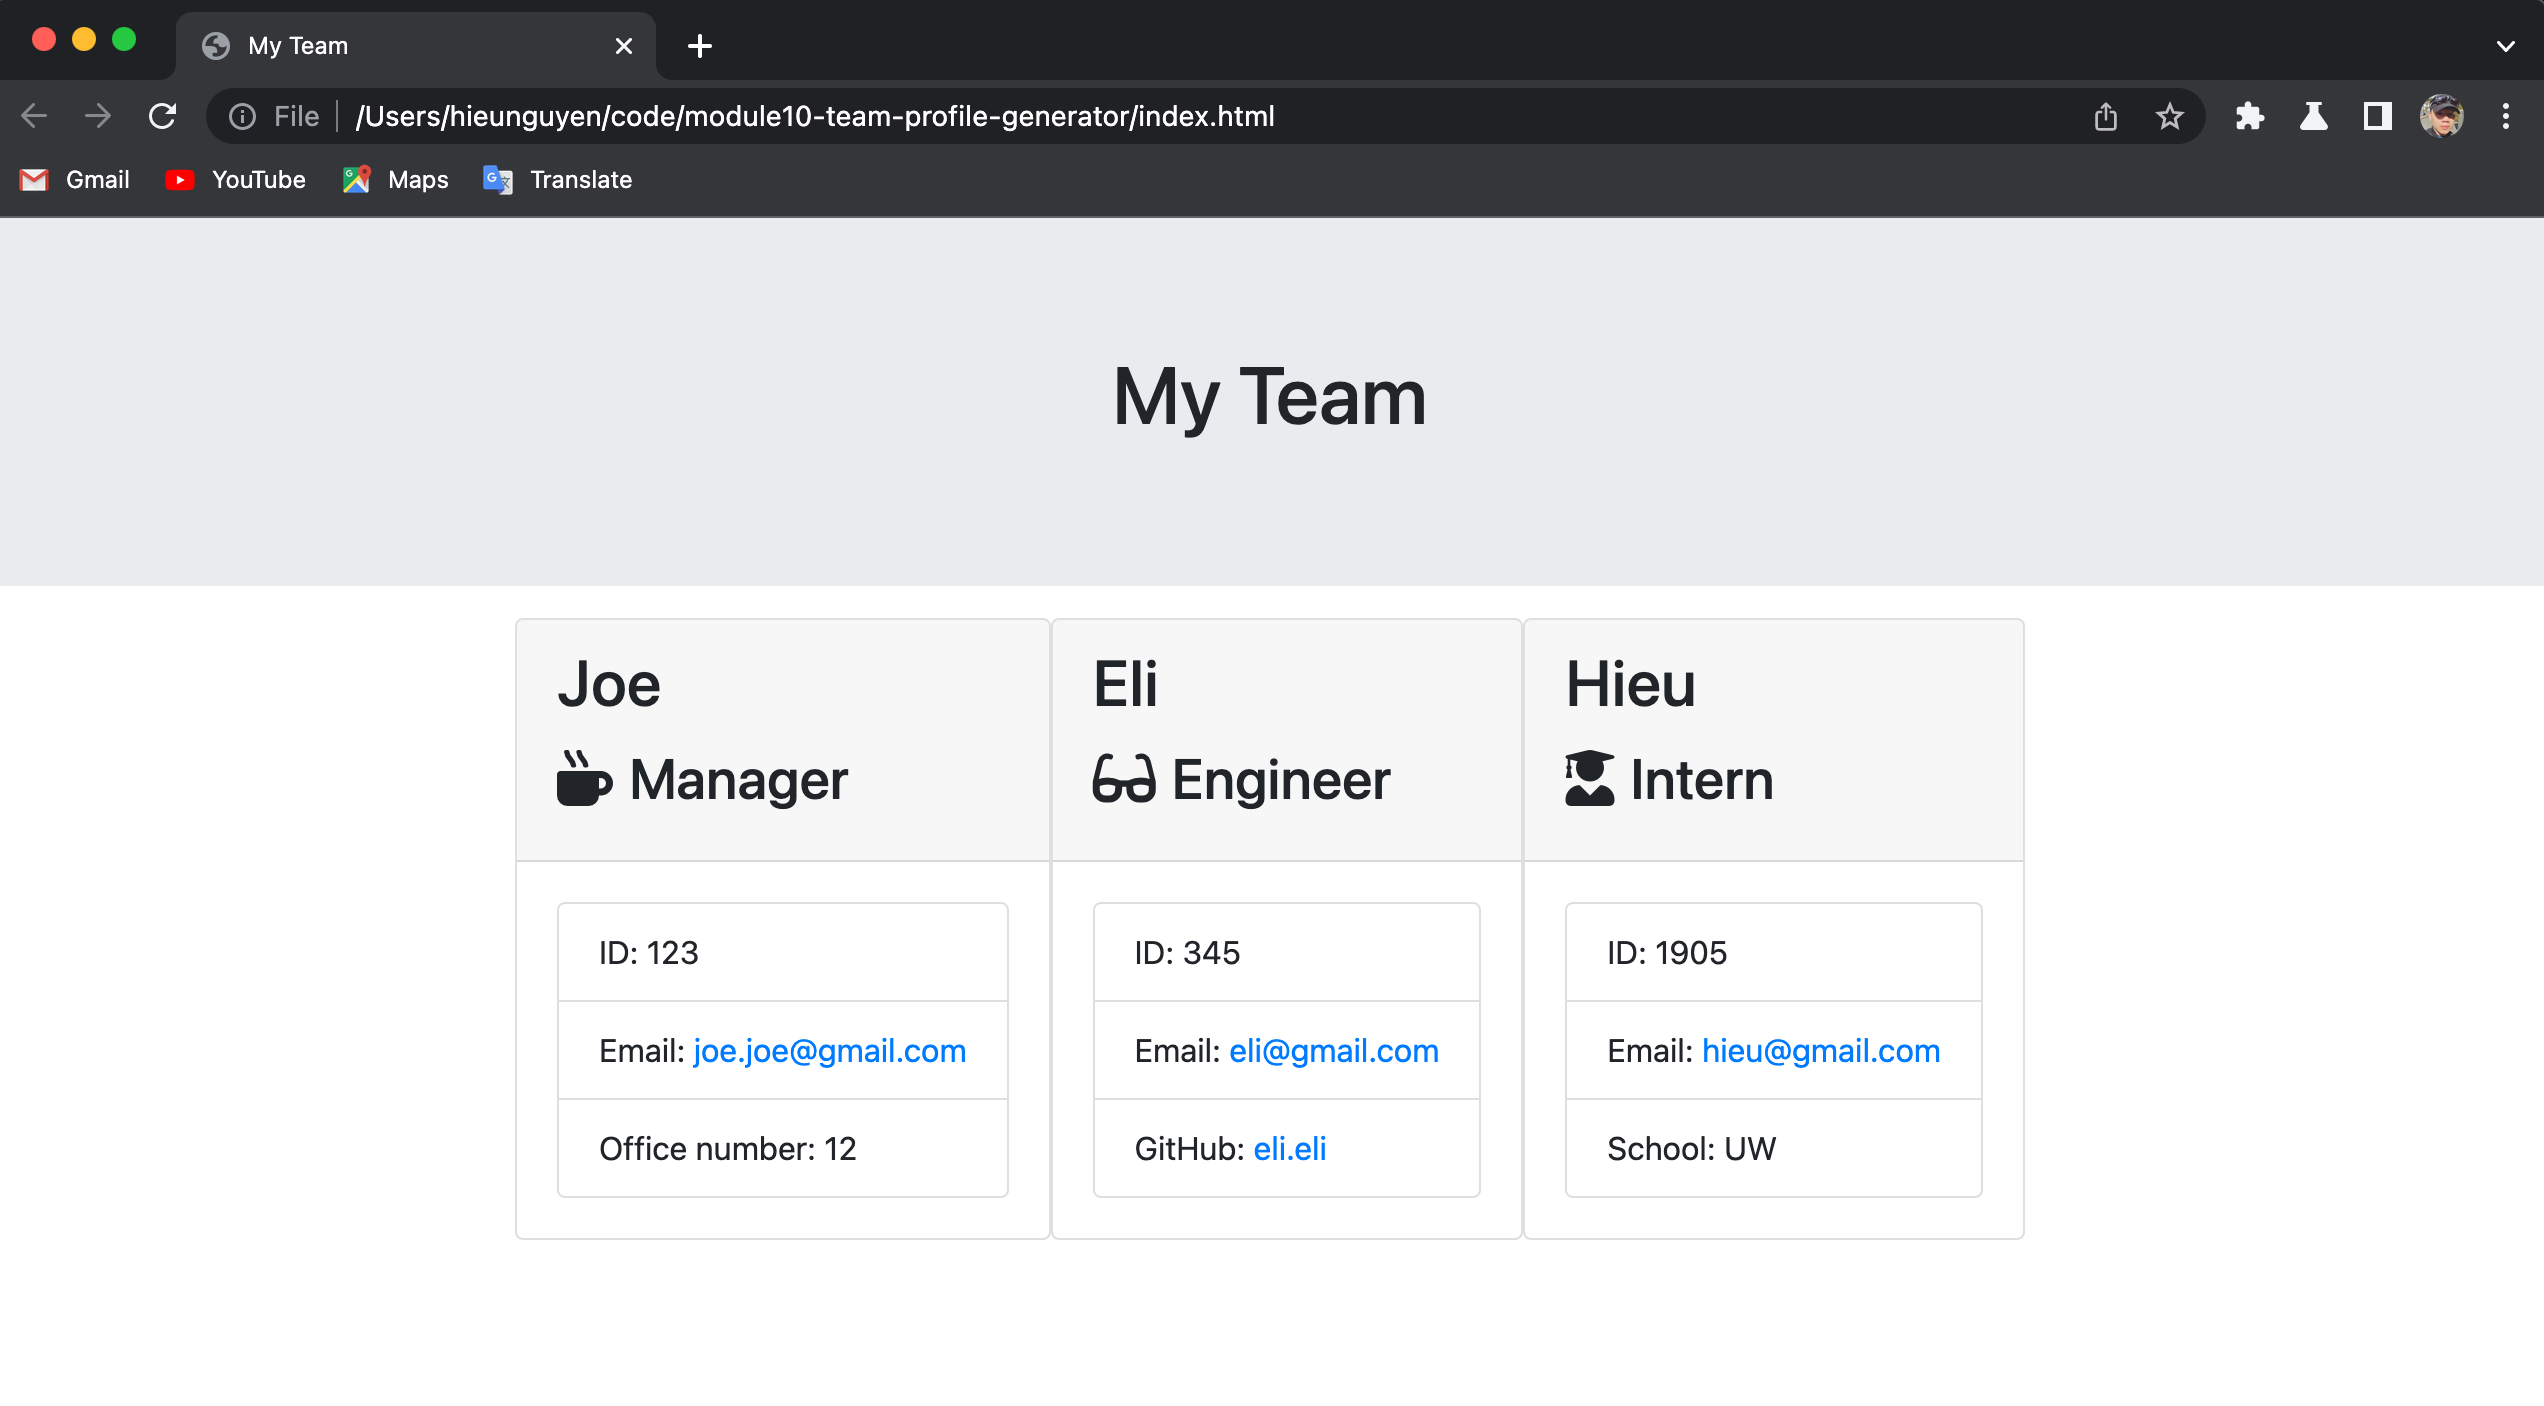 My Team
File /Users/hieunguyen/code/module10-team-profile-generator/index.html
Gmail YouTube Maps Translate
My Team
Joe
Manager
ID: 123
Email: joe.joe@gmail.com
Office number: 12
Eli
Engineer
ID: 345
Email: eli@gmail.com
GitHub: eli.eli
Hieu
Intern
ID: 1905
Email: hieu@gmail.com
School: UW